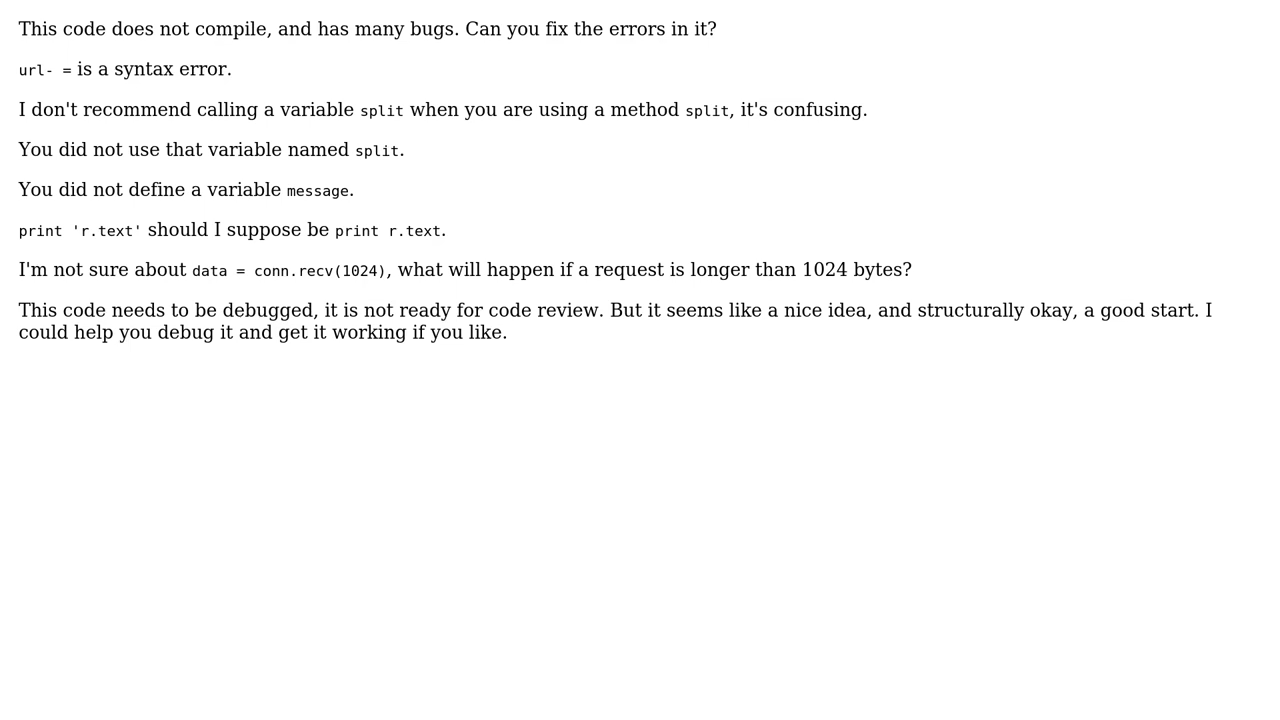 This code does not compile, and has many bugs. Can you fix the errors in it?
url- = is a syntax error.
I don't recommend calling a variable split when you are using a method split, it's confusing.
You did not use that variable named split.
You did not define a variable message.
print 'r.text' should I suppose be print r.text.
I'm not sure about data = conn.recv(1024), what will happen if a request is longer than 1024 bytes?
This code needs to be debugged, it is not ready for code review. But it seems like a nice idea, and structurally okay, a good start. I
could help you debug it and get it working if you like.